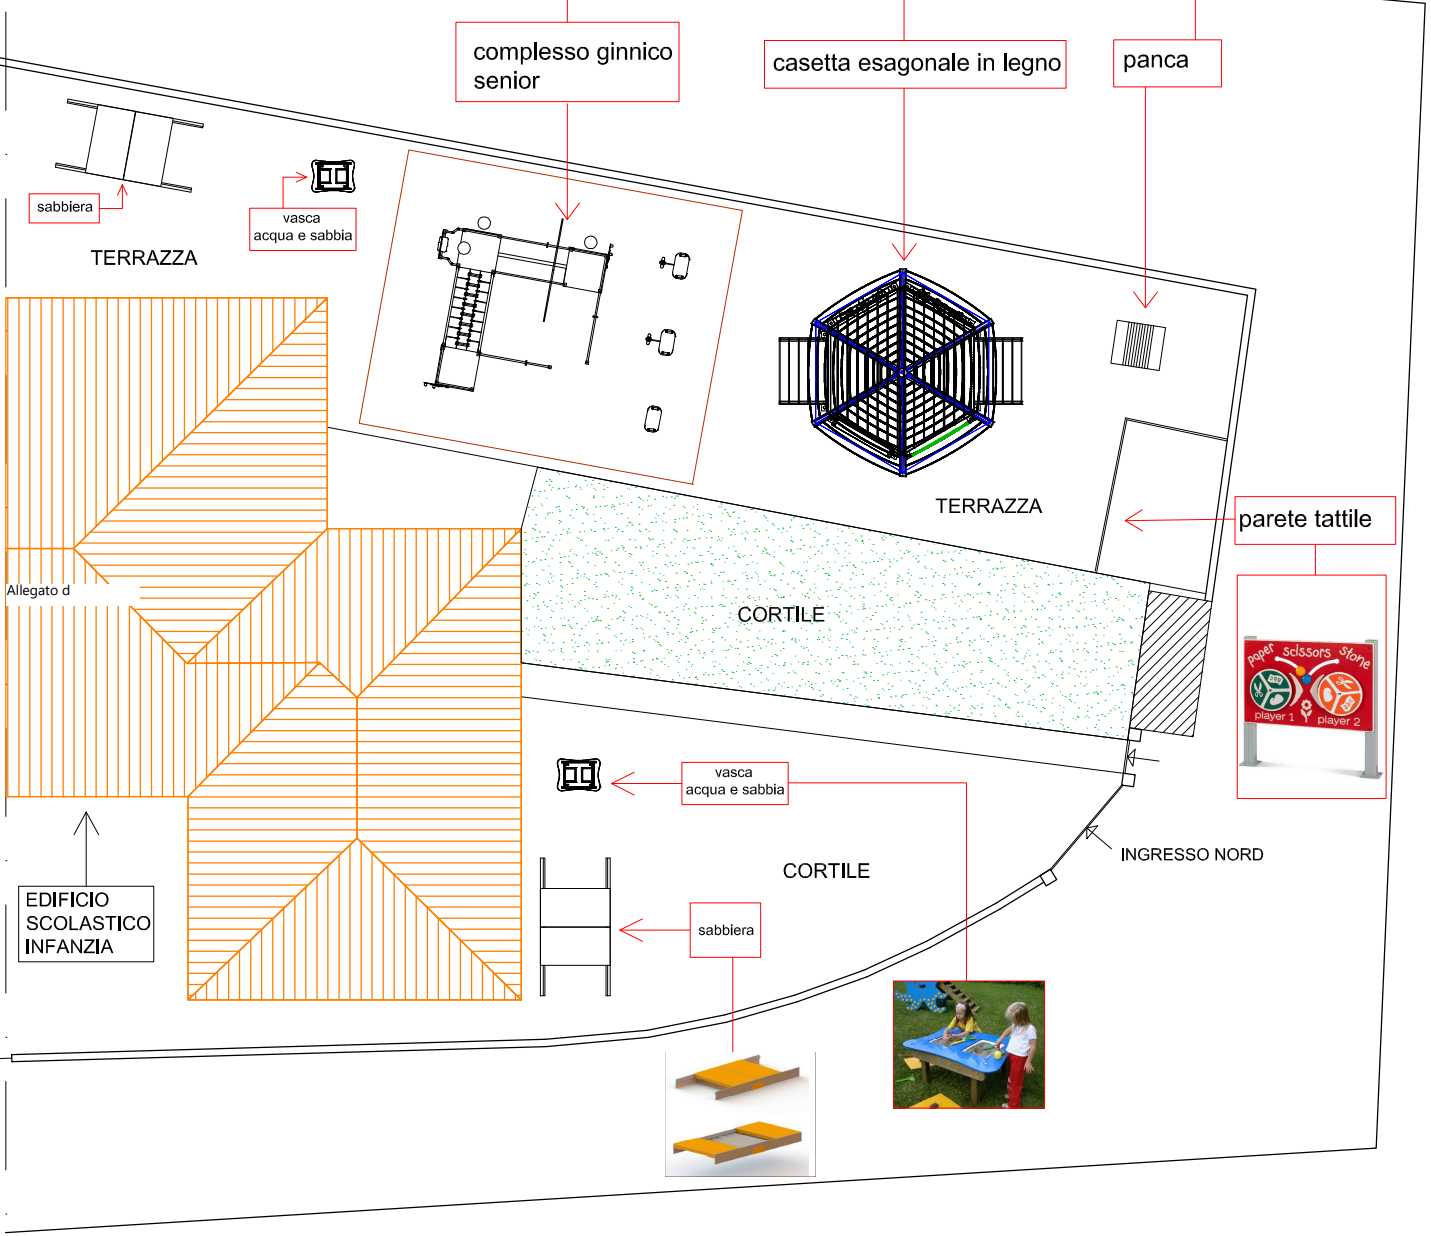 complesso ginnico
senior
casetta esagonale in legno
panca
sabbiera
vasca
acqua e sabbia
TERRAZZA
TERRAZZA
parete tattile
Allegato d
CORTILE
paper scissors stone
player 1
player 2
vasca
acqua e sabbia
INGRESSO NORD
CORTILE
EDIFICIO
SCOLASTICO
INFANZIA
sabbiera